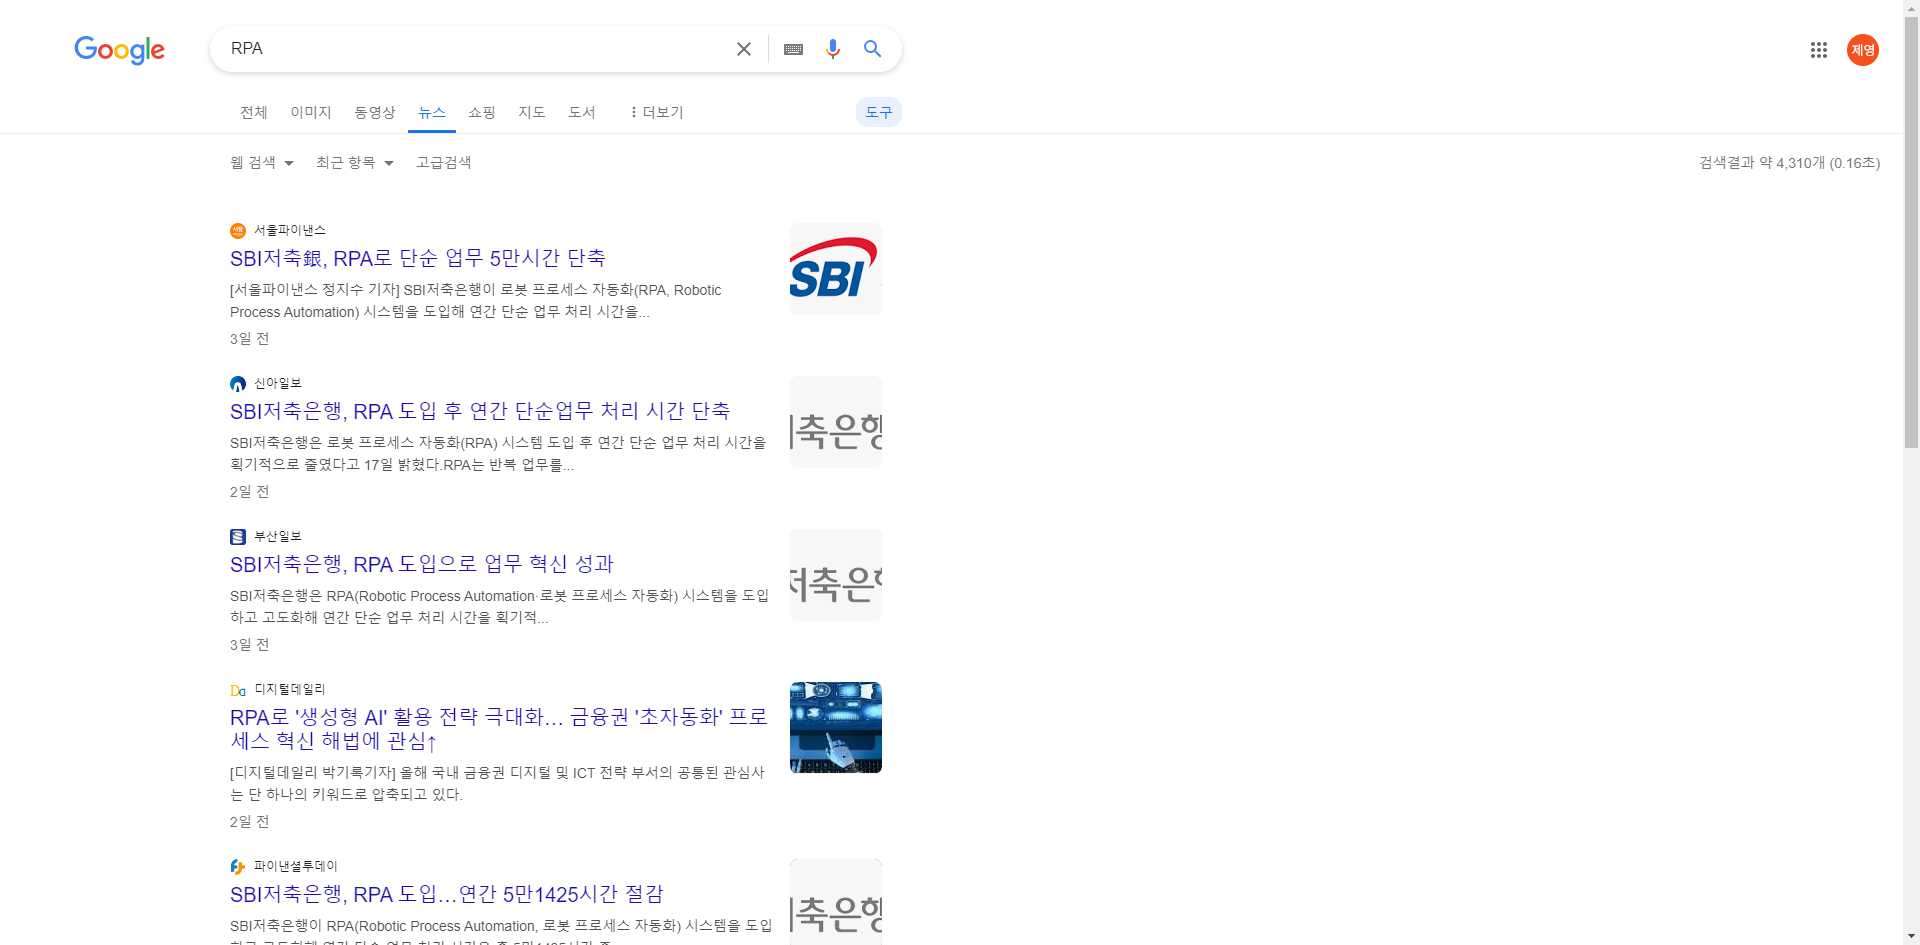 Google
RPA
제영
전체 이미지 동영상 뉴스 쇼핑 지도 도서 더보기 도구
웹 검색 최근 항목 고급검색 검색결과 약 4,310개 (0.16초)
서울파이낸스
SBI저축銀, RPA로 단순 업무 5만시간 단축
[서울파이낸스 정지수 기자] SBI저축은행이 로봇 프로세스 자동화(RPA, Robotic
Process Automation) 시스템을 도입해 연간 단순 업무 처리 시간을...
3일 전
SBI
신아일보
SBI저축은행, RPA 도입 후 연간 단순업무 처리 시간 단축
SBI저축은행은 로봇 프로세스 자동화(RPA) 시스템 도입 후 연간 단순 업무 처리 시간을
획기적으로 줄였다고 17일 밝혔다.RPA는 반복 업무를...
2일 전
저축은행
부산일보
SBI저축은행, RPA 도입으로 업무 혁신 성과
SBI저축은행은 RPA(Robotic Process Automation·로봇 프로세스 자동화) 시스템을 도입
하고 고도화해 연간 단순 업무 처리 시간을 획기적...
3일 전
저축은행
디지털데일리
RPA로 '생성형 AI' 활용 전략 극대화… 금융권 '초자동화' 프로
세스 혁신 해법에 관심↑
[디지털데일리 박기록기자] 올해 국내 금융권 디지털 및 ICT 전략 부서의 공통된 관심사
는 단 하나의 키워드로 압축되고 있다.
2일 전
파이낸셜투데이
SBI저축은행, RPA 도입…연간 5만1425시간 절감
SBI저축은행이 RPA(Robotic Process Automation, 로봇 프로세스 자동화) 시스템을 도입
저축은행